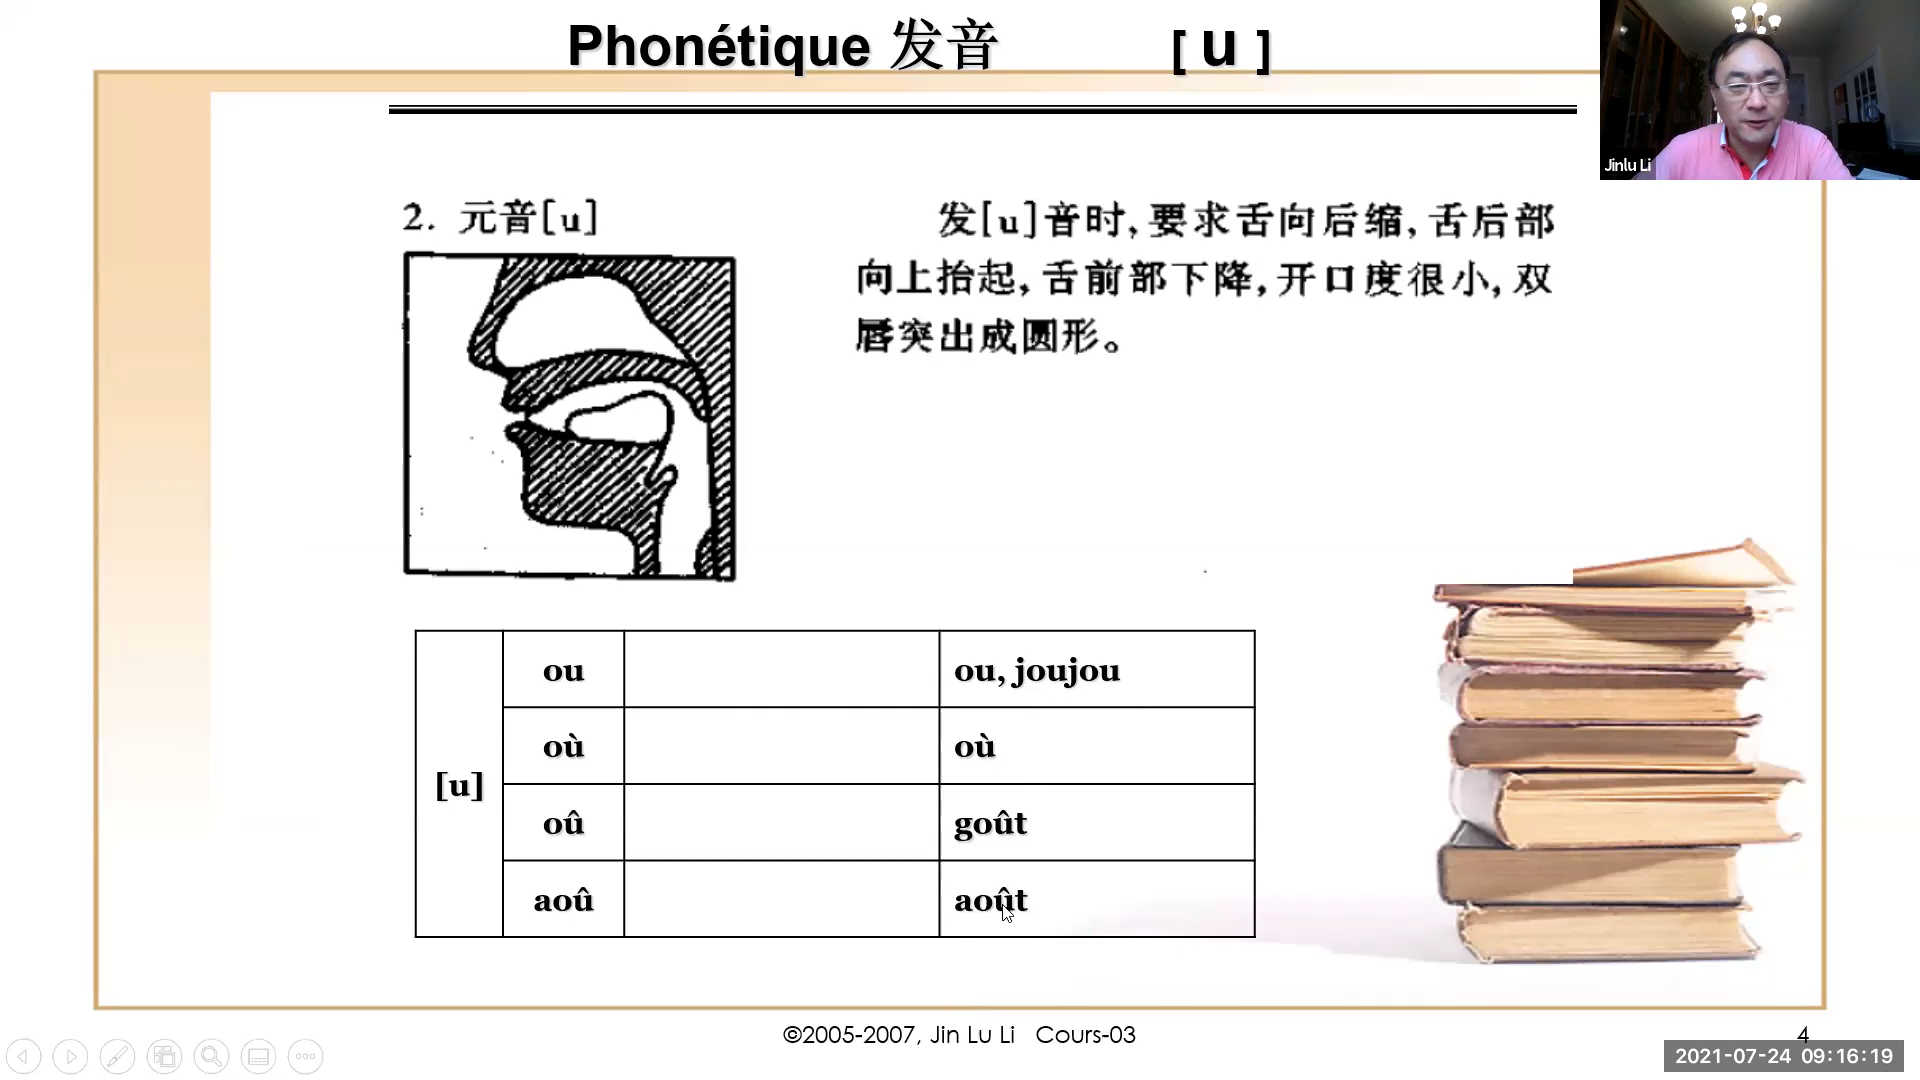 Phonétique 发音 [ u ]
Jinlu Li
2. 元音[u]
发[u]音时,要求舌向后缩,舌后部
向上抬起,舌前部下降,开口度很小,双
唇突出成圆形。
[u]
ou ou, joujou
où où
oû goût
aoû août
©2005-2007, Jin Lu Li Cours-03
4
2021-07-24 09:16:19